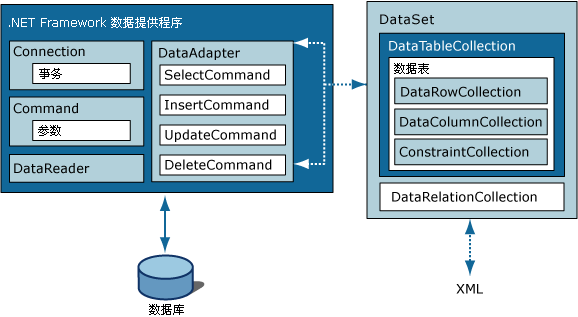 .NET Framework 数据提供程序
Connection
事务
Command
参数
DataReader
DataAdapter
SelectCommand
InsertCommand
UpdateCommand
DeleteCommand
数据库
DataSet
DataTableCollection
数据表
DataRowCollection
DataColumnCollection
ConstraintCollection
DataRelationCollection
XML